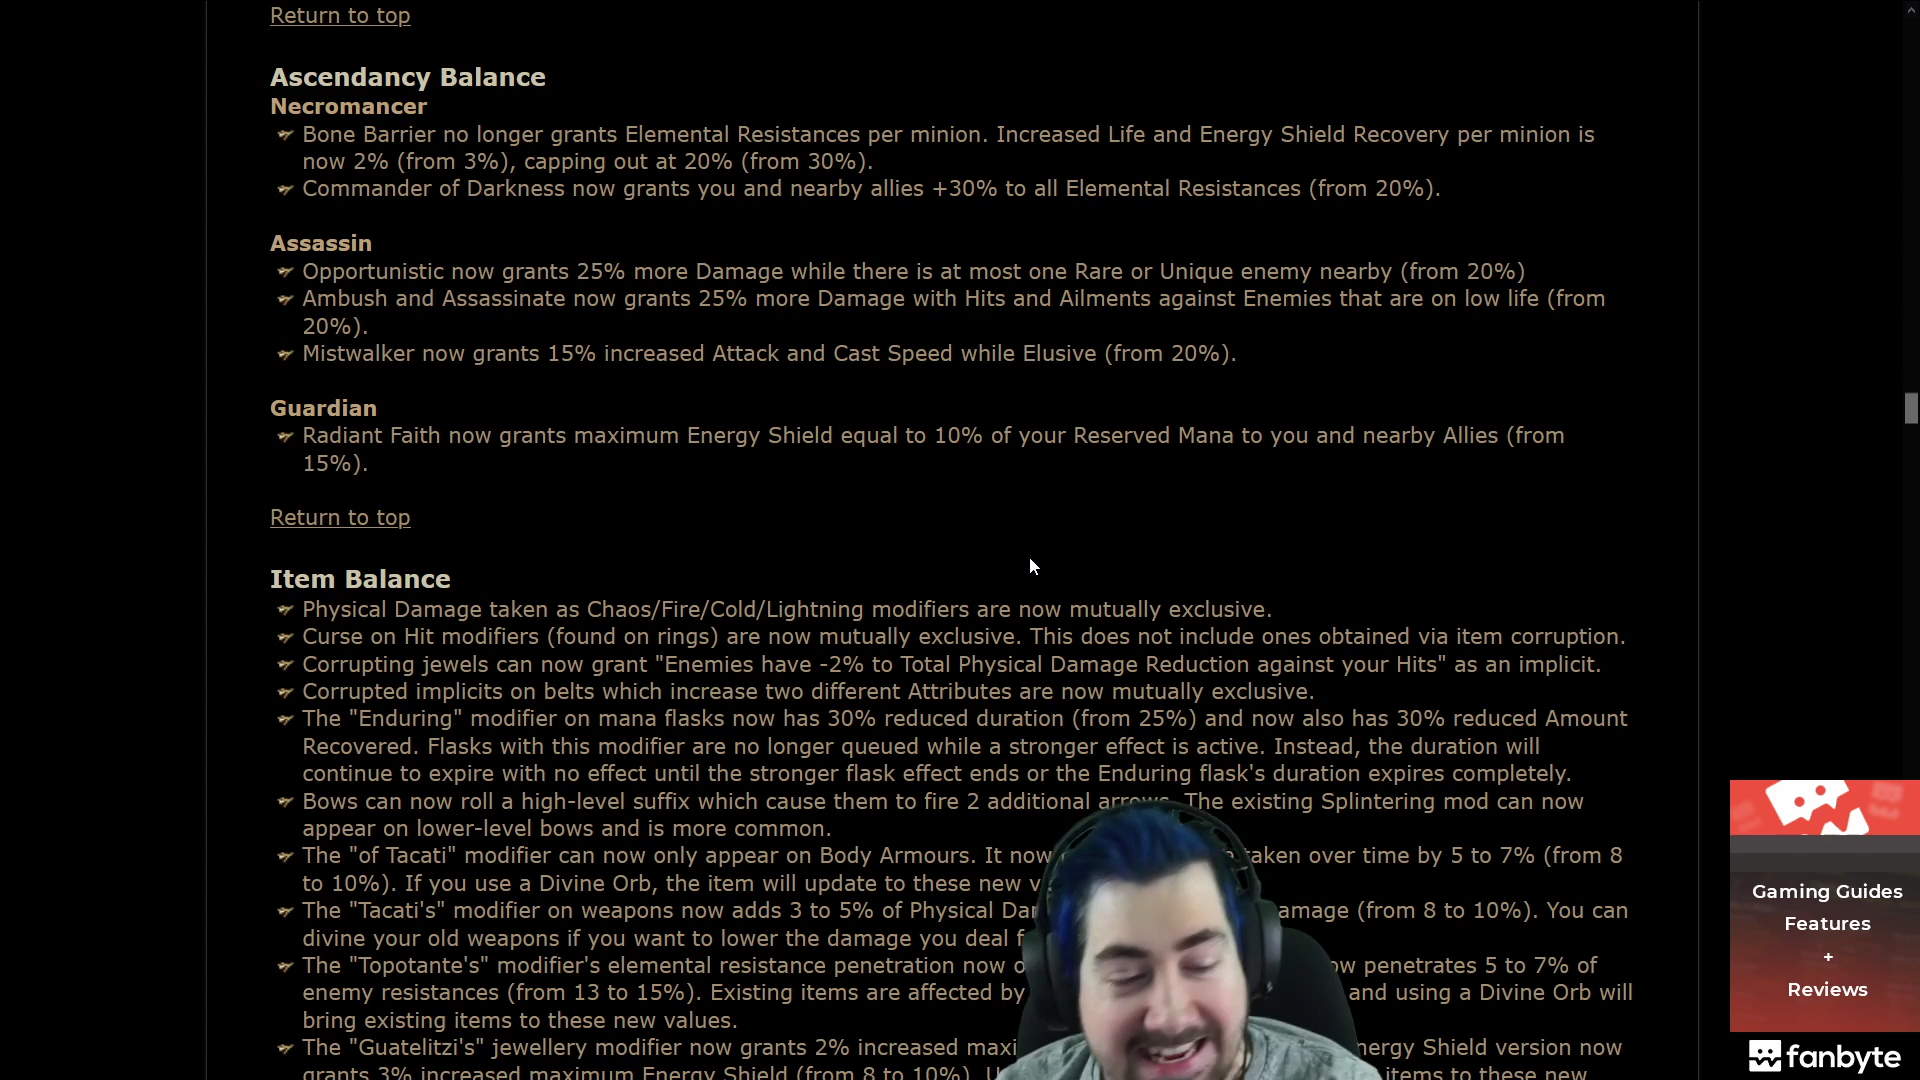 Return to top
Ascendancy Balance
Necromancer
Bone Barrier no longer grants Elemental Resistances per minion. Increased Life and Energy Shield Recovery per minion is
now 2% (from 3%), capping out at 20% (from 30%).
Commander of Darkness now grants you and nearby allies +30% to all Elemental Resistances (from 20%).
Assassin
Opportunistic now grants 25% more Damage while there is at most one Rare or Unique enemy nearby (from 20%)
Ambush and Assassinate now grants 25% more Damage with Hits and Ailments against Enemies that are on low life (from
20%).
Mistwalker now grants 15% increased Attack and Cast Speed while Elusive (from 20%).
Guardian
Radiant Faith now grants maximum Energy Shield equal to 10% of your Reserved Mana to you and nearby Allies (from
15%).
Return to top
Item Balance
Physical Damage taken as Chaos/Fire/Cold/Lightning modifiers are now mutually exclusive.
Curse on Hit modifiers (found on rings) are now mutually exclusive. This does not include ones obtained via item corruption.
Corrupting jewels can now grant "Enemies have -2% to Total Physical Damage Reduction against your Hits" as an implicit.
Corrupted implicits on belts which increase two different Attributes are now mutually exclusive.
The "Enduring" modifier on mana flasks now has 30% reduced duration (from 25%) and now also has 30% reduced Amount
Recovered. Flasks with this modifier are no longer queued while a stronger effect is active. Instead, the duration will
continue to expire with no effect until the stronger flask effect ends or the Enduring flask's duration expires completely.
Bows can now roll a high-level suffix which cause them to fire 2 additional arrows. The existing Splintering mod can now
appear on lower-level bows and is more common.
The "of Tacati" modifier can now only appear on Body Armours. It now taken over time by 5 to 7% (from 8
to 10%). If you use a Divine Orb, the item will update to these new
The "Tacati's" modifier on weapons now adds 3 to 5% of Physical (from 8 to 10%). You can
divine your old weapons if you want to lower the damage you deal
The "Topotante's" modifier's elemental resistance penetration now penetrates 5 to 7% of
enemy resistances (from 13 to 15%). Existing items are affected by and using a Divine Orb will
bring existing items to these new values.
The "Guatelitzi's" jewellery modifier now grants 2% increased Shield version now
grants 3% increased maximum Energy Shield (from 8 to 10%). items to these new
Gaming Guides
Features
+
Reviews
fanbyte